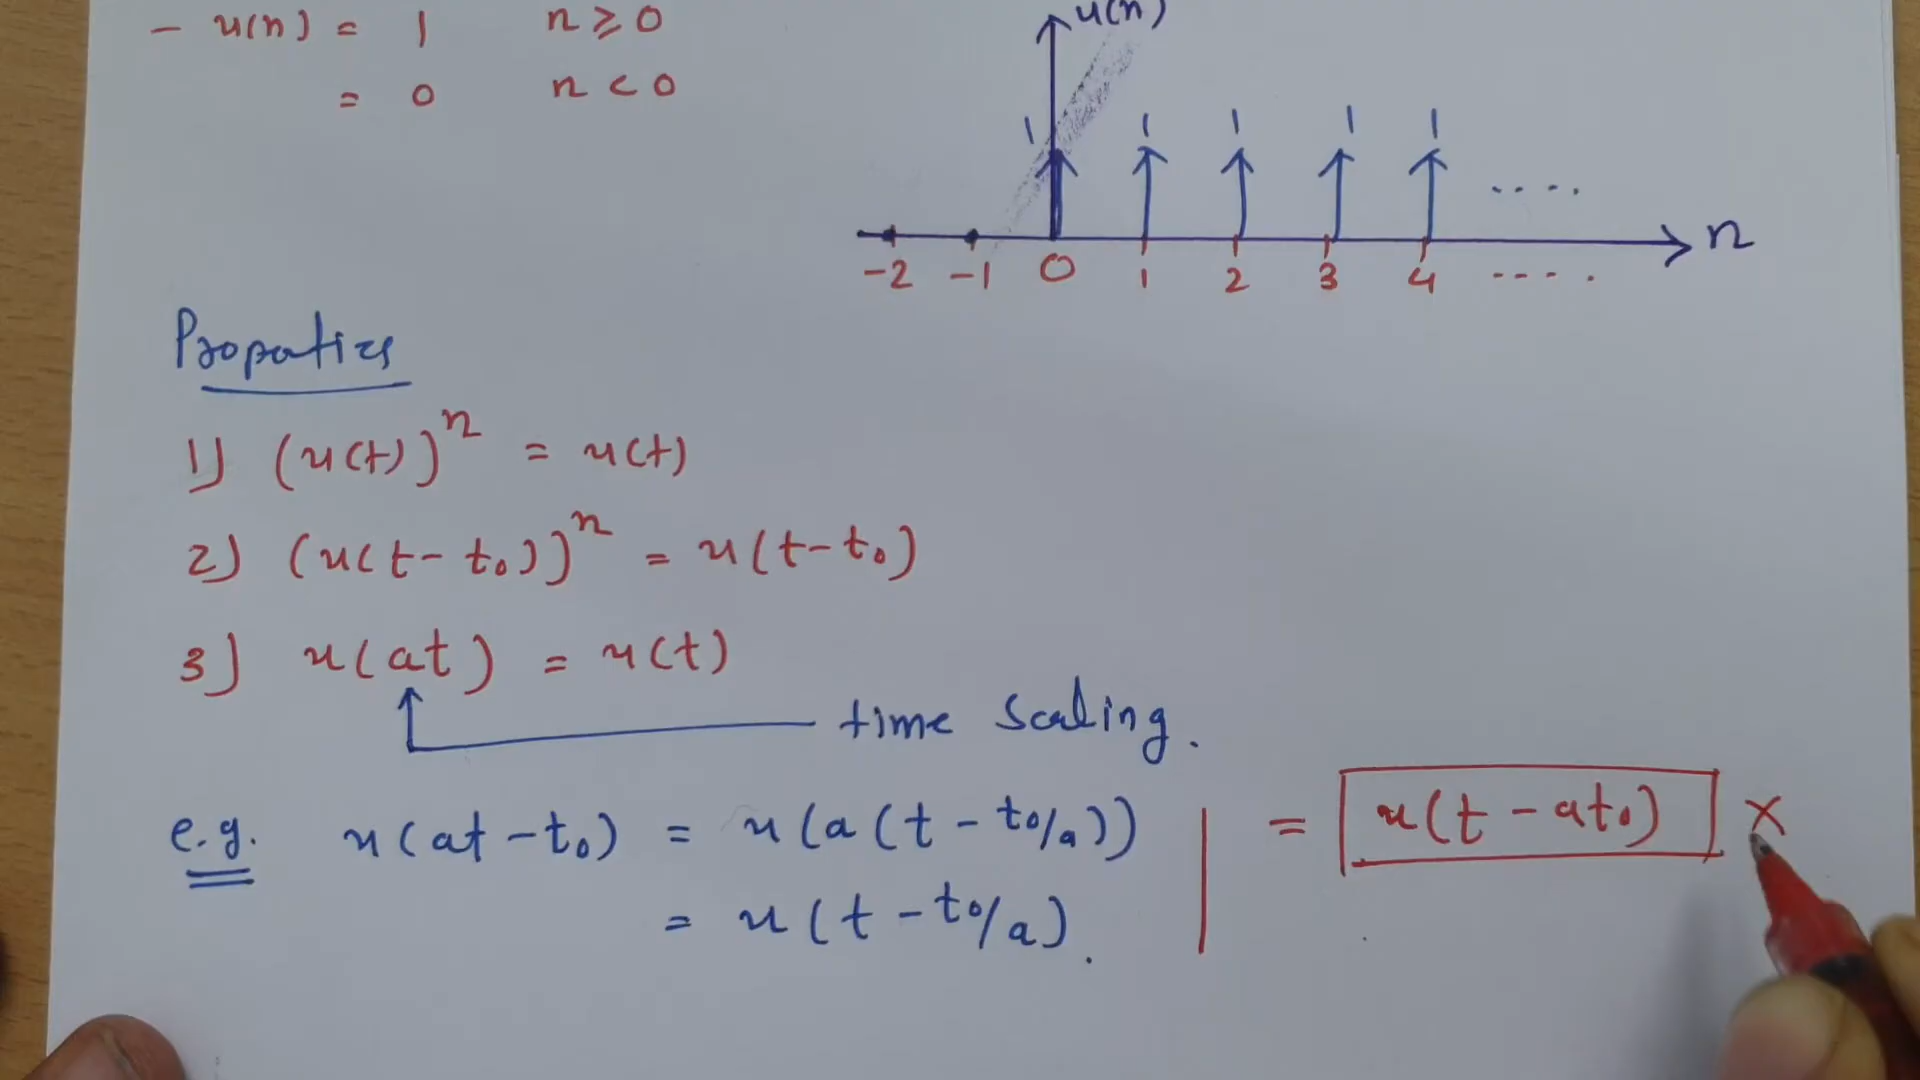 - u(n) = 1 n ≥ 0
= 0 n < 0
u(n)
1 1 1 1 1 ....
-2 -1 0 1 2 3 4 .... n
Properties
1) (u(t))^n = u(t)
2) (u(t - t₀))^n = u(t - t₀)
3) u(at) = u(t)
time scaling.
e.g. u(at - t₀) = u(a(t - t₀/a)) | = u(t - at₀) x
= u(t - t₀/a).